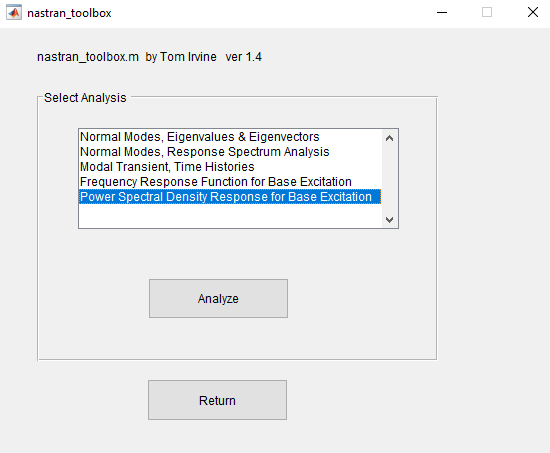 nastran_toolbox
nastran_toolbox.m by Tom Irvine ver 1.4
Select Analysis
Normal Modes, Eigenvalues & Eigenvectors
Normal Modes, Response Spectrum Analysis
Modal Transient, Time Histories
Frequency Response Function for Base Excitation
Power Spectral Density Response for Base Excitation
Analyze
Return